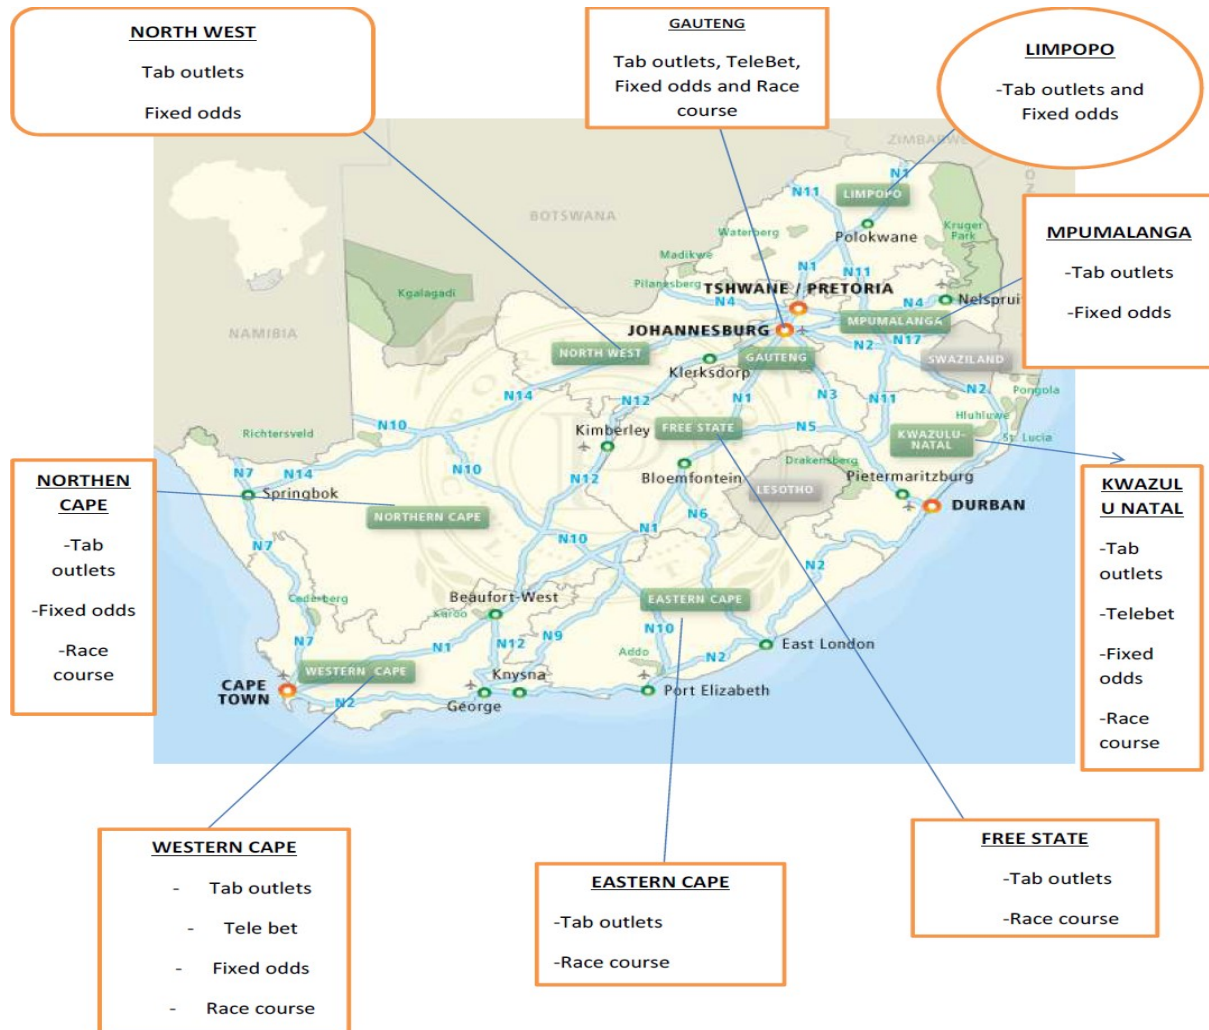 NORTH WEST
Tab outlets
Fixed odds
GAUTENG
Tab outlets, TeleBet,
Fixed odds and Race
course
LIMPOPO
-Tab outlets and
Fixed odds
MPUMALANGA
-Tab outlets
-Fixed odds
NORTHEN
CAPE
-Tab
outlets
-Fixed odds
-Race
course
KWAZUL
U NATAL
-Tab
outlets
-Telebet
-Fixed
odds
-Race
course
WESTERN CAPE
- Tab outlets
- Tele bet
- Fixed odds
- Race course
EASTERN CAPE
-Tab outlets
-Race course
FREE STATE
-Tab outlets
-Race course
ZIMBABWE
BOTSWANA
NAMIBIA
N1
N11
LIMPOPO
Polokwane
Kruger
Park
Waterberg
Madikwe
Pilanesberg
Kgalagadi
N1
N11
TSHWANE / PRETORIA
N4
N4
Nelsprui
JOHANNESBURG
MPUMALANGA
N2
N17
SWAZILAND
NORTH WEST
Klerksdorp
GAUTENG
N14
N12
N1
N3
N11
N2
Pongola
Hluhluwe
St. Lucia
N10
Richtersveld
Kimberley
FREE STATE
N5
KWAZULU-
NATAL
N7
N14
Springbok
N10
N12
Bloemfontein
Drakensberg
LESOTHO
Pietermaritzburg
DURBAN
NORTHERN CAPE
N7
N10
N1
N6
N2
Cederberg
Karoo
Beaufort-West
EASTERN CAPE
N7
N1
N12
N9
N10
East London
WESTERN CAPE
CAPE
TOWN
N2
George
Knysna
Addo
N2
Port Elizabeth